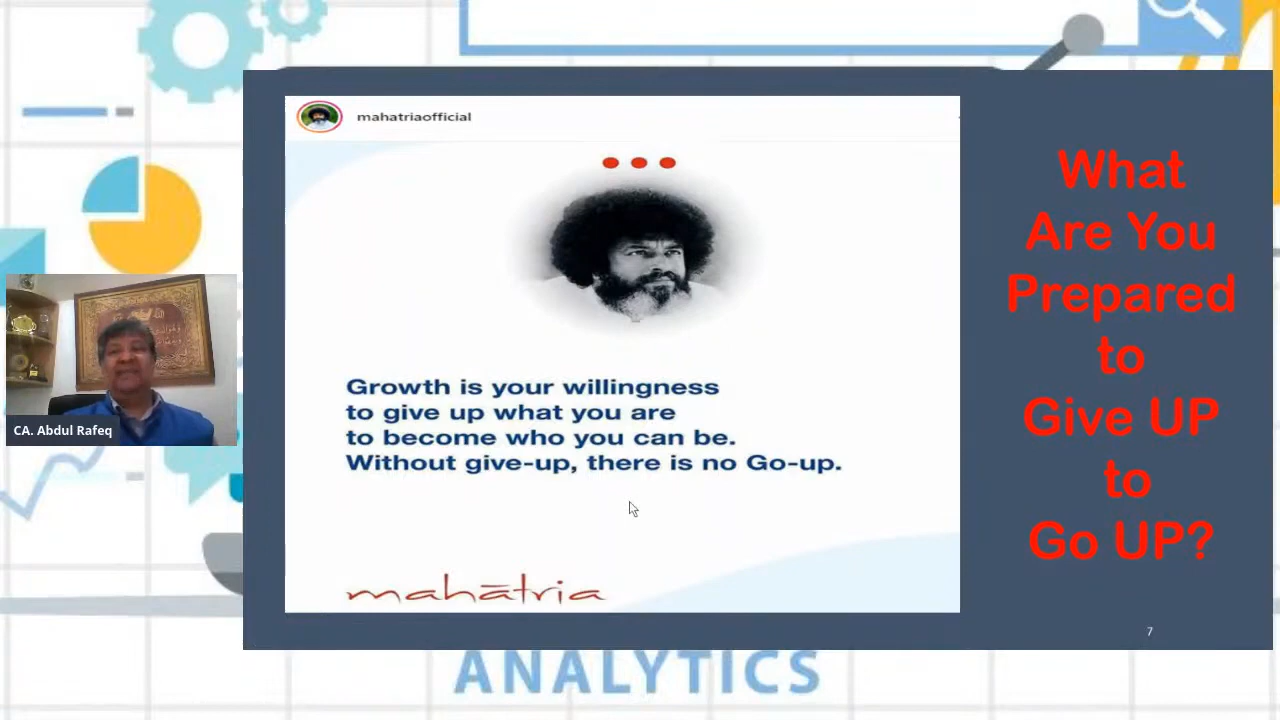 mahatriaofficial
Growth is your willingness
to give up what you are
to become who you can be.
Without give-up, there is no Go-up.
mahātria
What
Are You
Prepared
to
Give UP
to
Go UP?
7
CA. Abdul Rafeq
ANALYTICS